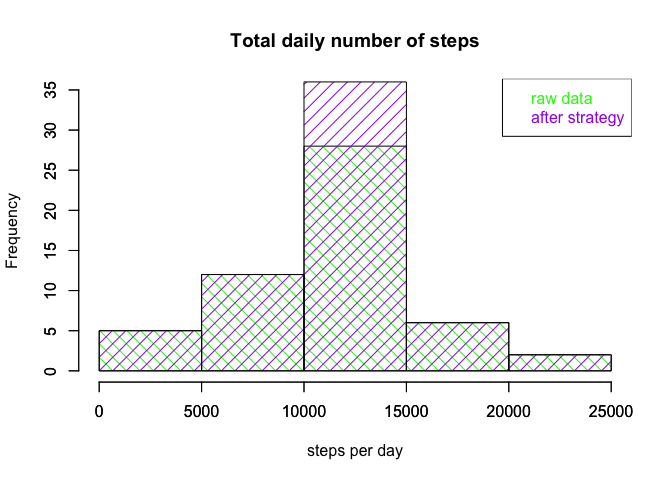 Total daily number of steps
raw data
after strategy
Frequency
35
30
25
20
15
10
5
0
0 5000 10000 15000 20000 25000
steps per day